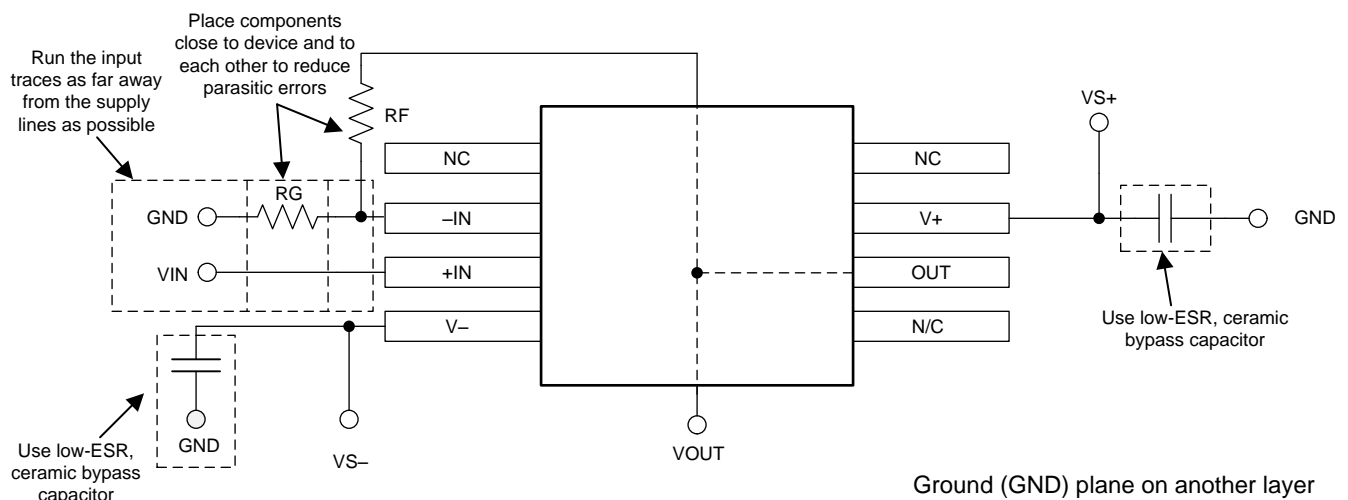 Place components
close to device and to
each other to reduce
parasitic errors
Run the input
traces as far away
from the supply
lines as possible
RF
VS+
NC
NC
RG
GND
–IN
V+
GND
VIN
+IN
OUT
V–
N/C
Use low-ESR, ceramic
bypass capacitor
GND
VS–
VOUT
Use low-ESR,
ceramic bypass
capacitor
Ground (GND) plane on another layer